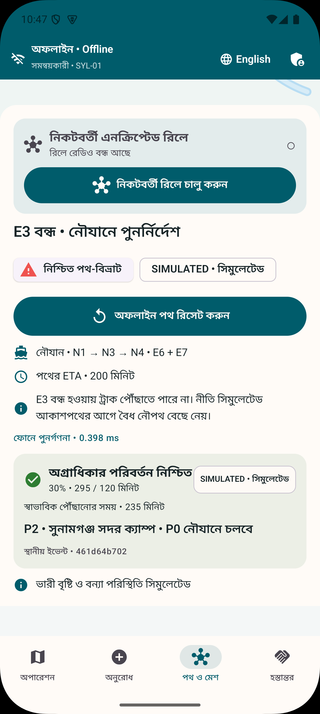 10:47
অফলাইন • Offline
সমন্বয়কারী • SYL-01
English
নিকটবর্তী এনক্রিপ্টেড রিলে
রিলে রেডিও বন্ধ আছে
নিকটবর্তী রিলে চালু করুন
E3 বন্ধ • নৌযানে পুনর্নির্দেশ
নিশ্চিত পথ-বিভ্রাট
SIMULATED • সিমুলেটেড
অফলাইন পথ রিসেট করুন
নৌযান • N1 → N3 → N4 • E6 + E7
পথের ETA • 200 মিনিট
E3 বন্ধ হওয়ায় ট্রাক পৌঁছাতে পারে না। নীতি সিমুলেটেড
আকাশপথের আগে বৈধ নৌপথ বেছে নেয়।
ফোনে পুনর্গণনা • 0.398 ms
অগ্রাধিকার পরিবর্তন নিশ্চিত
SIMULATED • সিমুলেটেড
30% • 295 / 120 মিনিট
স্বাভাবিক পৌঁছানোর সময় • 235 মিনিট
P2 • সুনামগঞ্জ সদর ক্যাম্প • P0 নৌযানে চলবে
স্থানীয় ইভেন্ট • 461d64b702
ভারী বৃষ্টি ও বন্যা পরিস্থিতি সিমুলেটেড
অপারেশন
অনুরোধ
পথ ও মেশ
হস্তান্তর